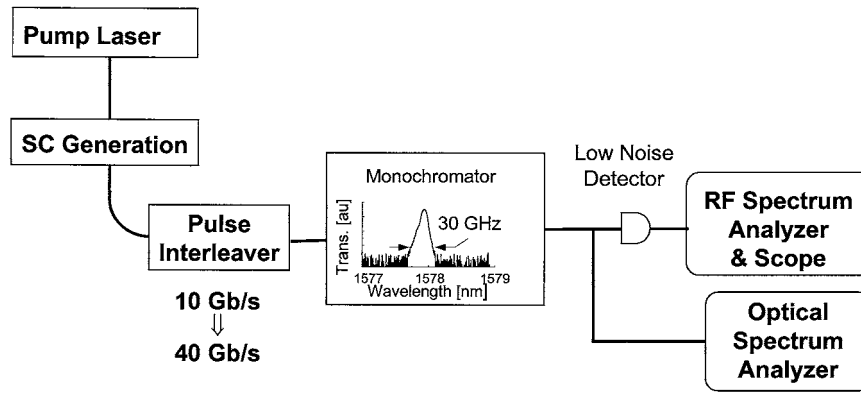 Pump Laser
SC Generation
Pulse
Interleaver
10 Gb/s
⇓
40 Gb/s
Monochromator
Trans. [au]
30 GHz
1577 1578 1579
Wavelength [nm]
Low Noise
Detector
RF Spectrum
Analyzer
& Scope
Optical
Spectrum
Analyzer